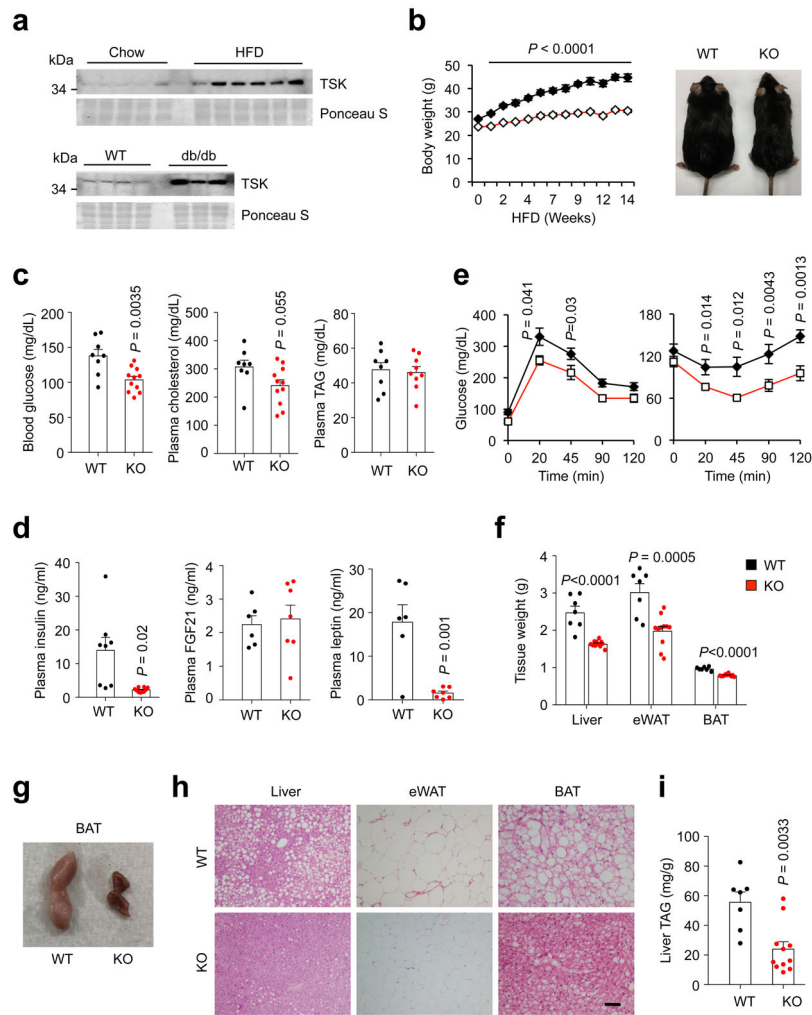 a
Chow HFD
kDa
34
TSK
Ponceau S
kDa
WT db/db
34
TSK
Ponceau S
b
P < 0.0001
Body weight (g)
60
50
40
30
20
10
0
0 2 4 7 9 11 14
HFD (Weeks)
WT KO
c
Blood glucose (mg/dL)
200
150
100
50
0
P = 0.0035
WT KO
Plasma cholesterol (mg/dL)
600
500
400
300
200
100
0
P = 0.055
WT KO
Plasma TAG (mg/dL)
80
60
40
20
0
WT KO
e
Glucose (mg/dL)
400
300
200
100
0
P = 0.041
P=0.03
0 20 45 90 120
Time (min)
180
120
60
0
P = 0.014
P = 0.012
P = 0.0043
P = 0.0013
0 20 45 90 120
Time (min)
d
Plasma insulin (ng/ml)
40
30
20
10
0
P = 0.02
WT KO
Plasma FGF21 (ng/ml)
5
4
3
2
1
0
WT KO
Plasma leptin (ng/ml)
40
30
20
10
0
P = 0.001
WT KO
f
Tissue weight (g)
4
3
2
1
0
P<0.0001
P = 0.0005
P<0.0001
WT
KO
Liver eWAT BAT
g
BAT
WT KO
h
Liver eWAT BAT
WT
KO
i
Liver TAG (mg/g)
100
80
60
40
20
0
P = 0.0033
WT KO